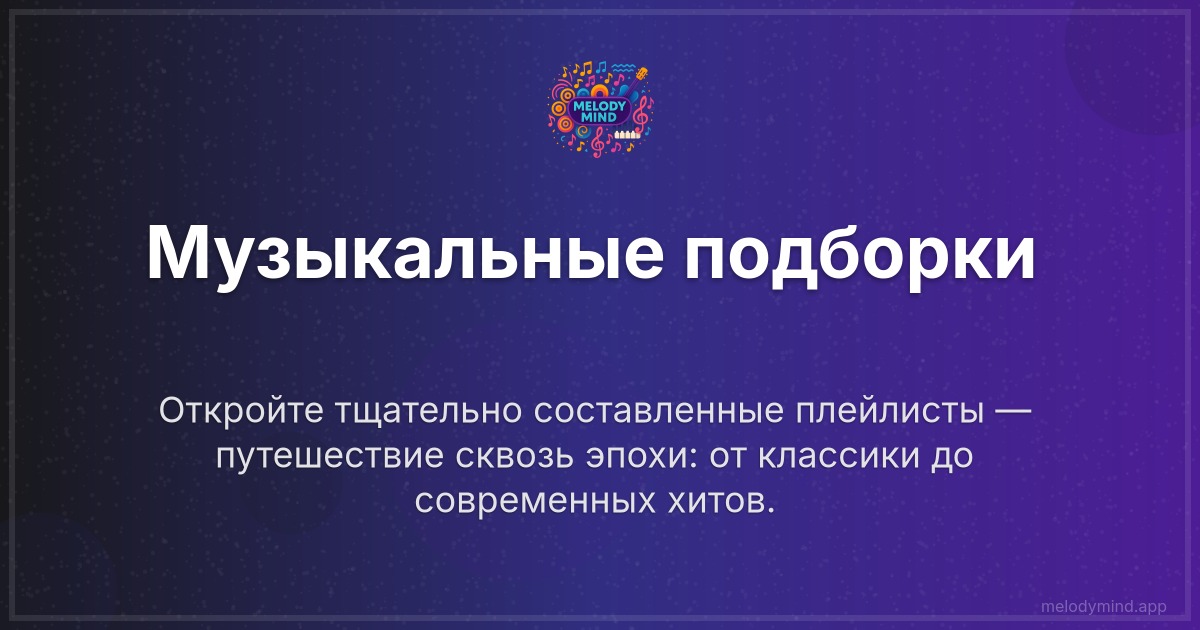 MELODY
MIND
Музыкальные подборки
Откройте тщательно составленные плейлисты —
путешествие сквозь эпохи: от классики до
современных хитов.
melodymind.app